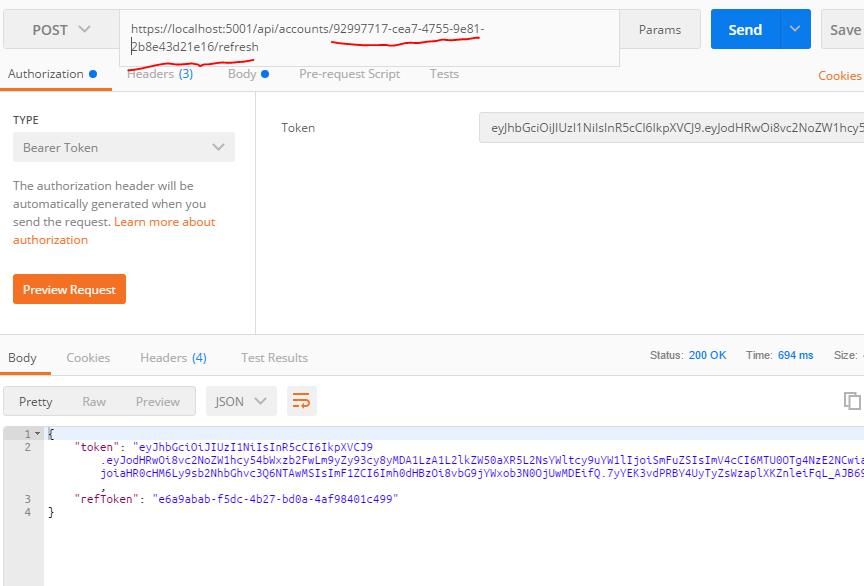 POST
https://localhost:5001/api/accounts/92997717-cea7-4755-9e81-
2b8e43d21e16/refresh
Params
Send
Save
Authorization
Headers (3)
Body
Pre-request Script
Tests
Cookies
TYPE
Bearer Token
The authorization header will be
automatically generated when you
send the request. Learn more about
authorization
Preview Request
Token
eyJhbGciOiJIUzI1NiIsInR5cCI6IkpXVCJ9.eyJodHRwOi8vc2NoZW1hcy5
Body
Cookies
Headers (4)
Test Results
Status: 200 OK
Time: 694 ms
Size:
Pretty
Raw
Preview
JSON
1 {
2 "token": "eyJhbGciOiJIUzI1NiIsInR5cCI6IkpXVCJ9
.eyJodHRwOi8vc2NoZW1hcy54bWxzb2FwLm9yZy93cy8yMDA1LzA1L2lkZW50aXR5L2NsYWltcy9uYW1lIjoiSmFuZSIsImV4cCI6MTU0OTg4NzE2NCwia
joiaHR0cHM6Ly9sb2NhbGhvc3Q6NTAwMSIsImF1ZCI6Imh0dHBzOi8vbG9jYWxob3N0OjUwMDEifQ.7yYEK3vdPRBY4UyTyZsWzaplXKZnleiFqL_AJB69
,
3 "refToken": "e6a9abab-f5dc-4b27-bd0a-4af98401c499"
4 }